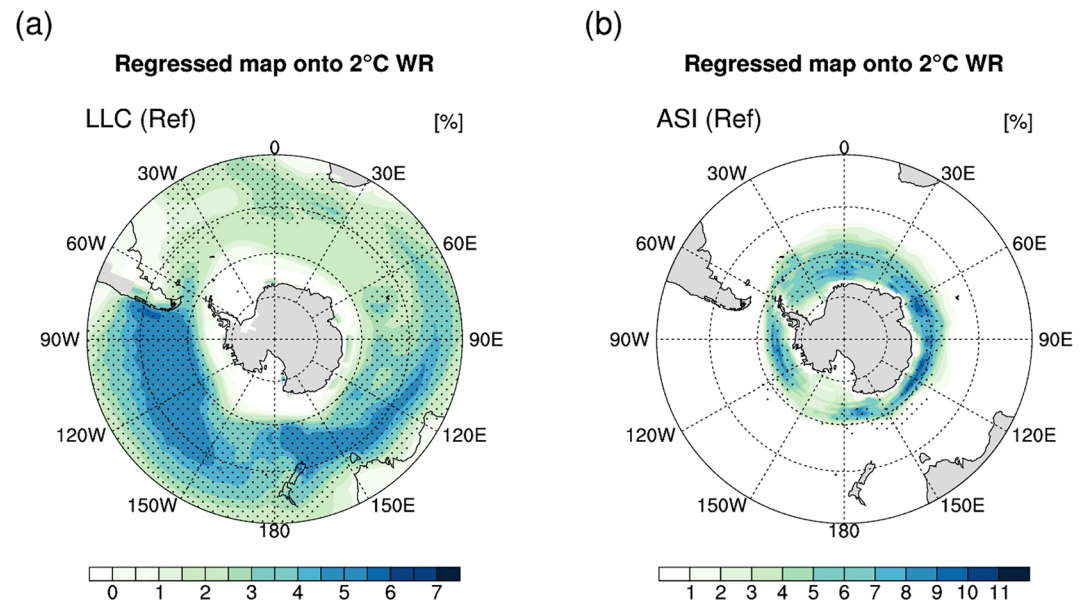 (a)
Regressed map onto 2°C WR
LLC (Ref) [%]
0
30W 30E
60W 60E
90W 90E
120W 120E
150W 150E
180
0 1 2 3 4 5 6 7
(b)
Regressed map onto 2°C WR
ASI (Ref) [%]
0
30W 30E
60W 60E
90W 90E
120W 120E
150W 150E
180
1 2 3 4 5 6 7 8 9 10 11